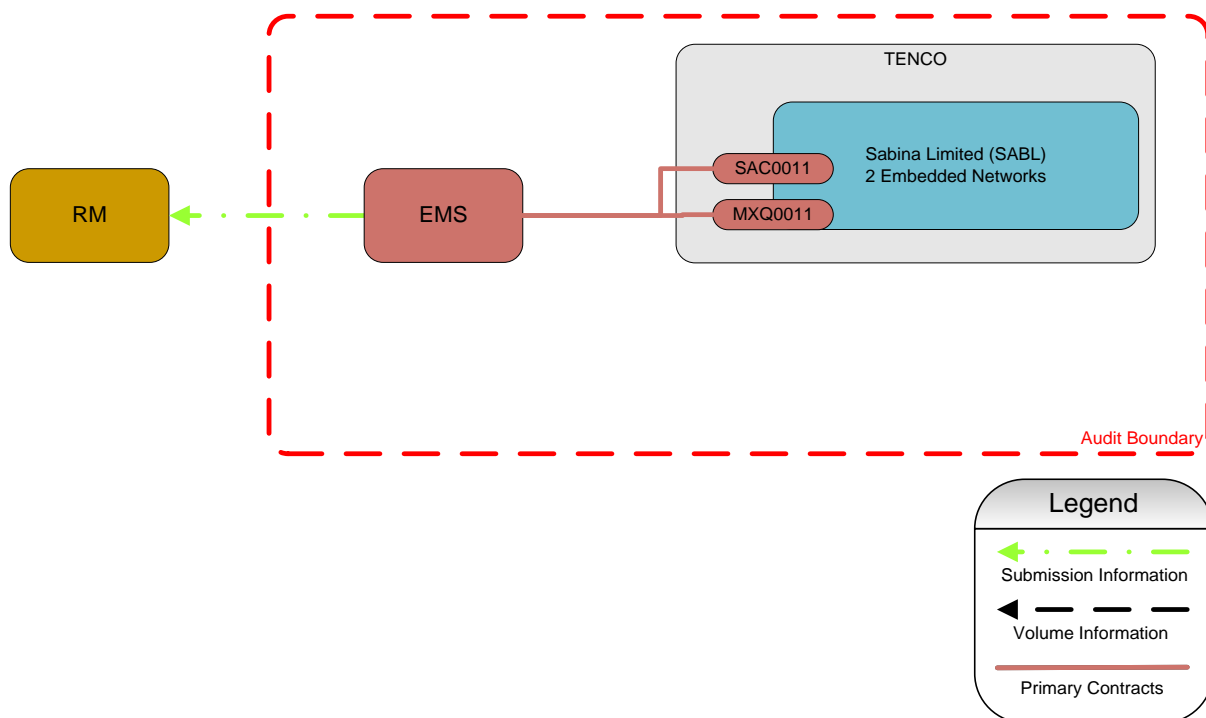 TENCO
Sabina Limited (SABL)
2 Embedded Networks
SAC0011
MXQ0011
RM
EMS
Audit Boundary
Legend
Submission Information
Volume Information
Primary Contracts